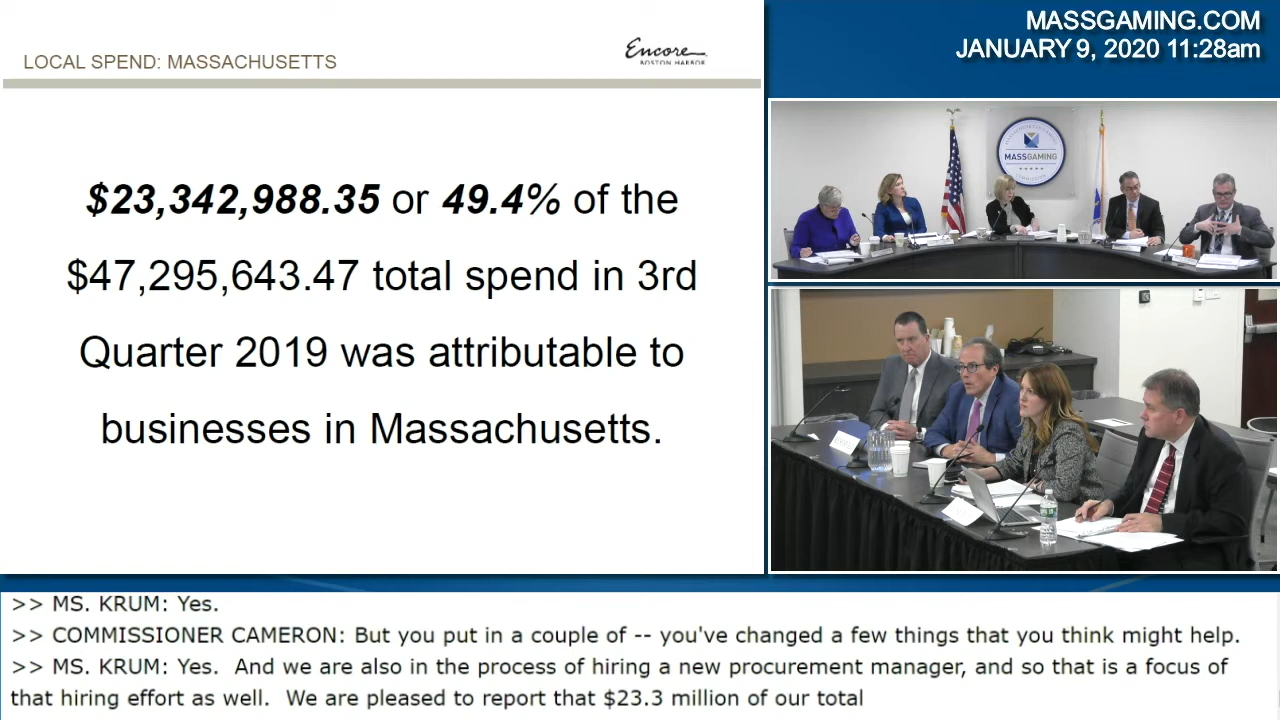 LOCAL SPEND: MASSACHUSETTS
Encore
BOSTON HARBOR
$23,342,988.35 or 49.4% of the
$47,295,643.47 total spend in 3rd
Quarter 2019 was attributable to
businesses in Massachusetts.
MASSGAMING.COM
JANUARY 9, 2020 11:28am
MASSGAMING
>> MS. KRUM: Yes.
>> COMMISSIONER CAMERON: But you put in a couple of -- you've changed a few things that you think might help.
>> MS. KRUM: Yes.  And we are also in the process of hiring a new procurement manager, and so that is a focus of
that hiring effort as well.  We are pleased to report that $23.3 million of our total